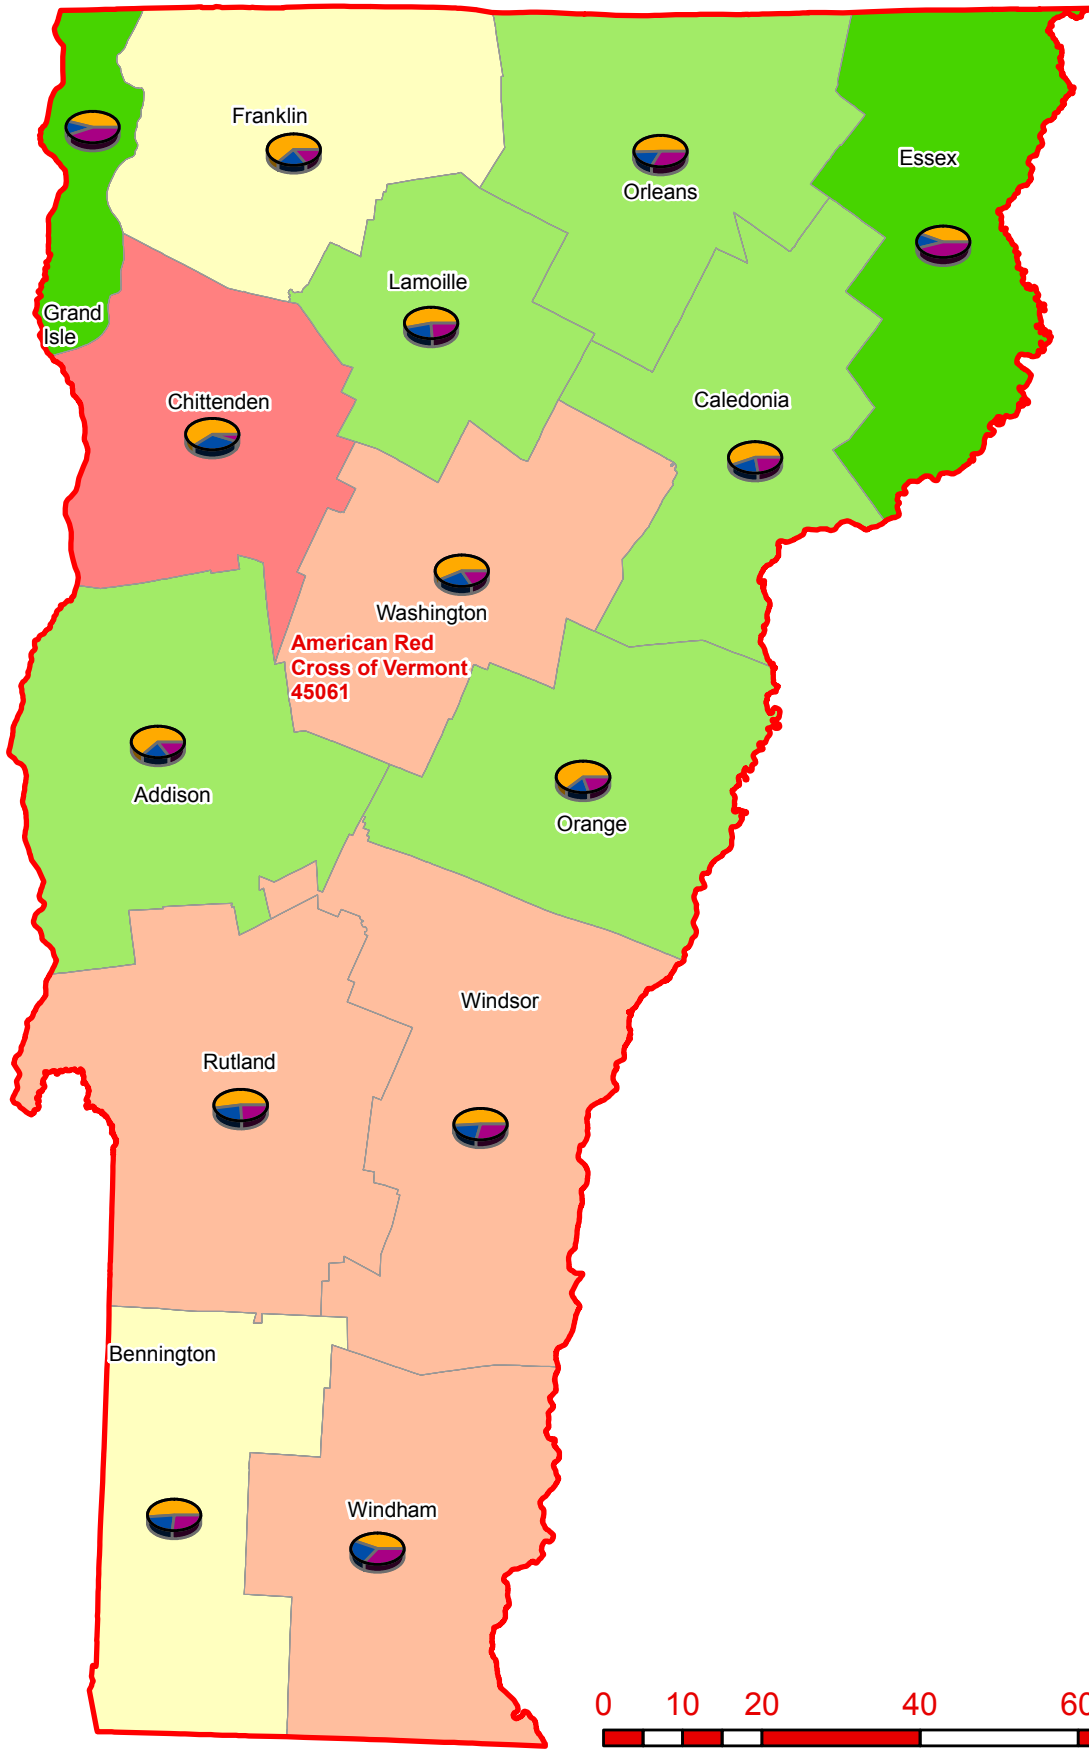 Franklin
Orleans
Essex
Lamoille
Grand
Isle
Chittenden
Caledonia
Washington
American Red
Cross of Vermont
45061
Addison
Orange
Windsor
Rutland
Bennington
Windham
0 10 20 40 60